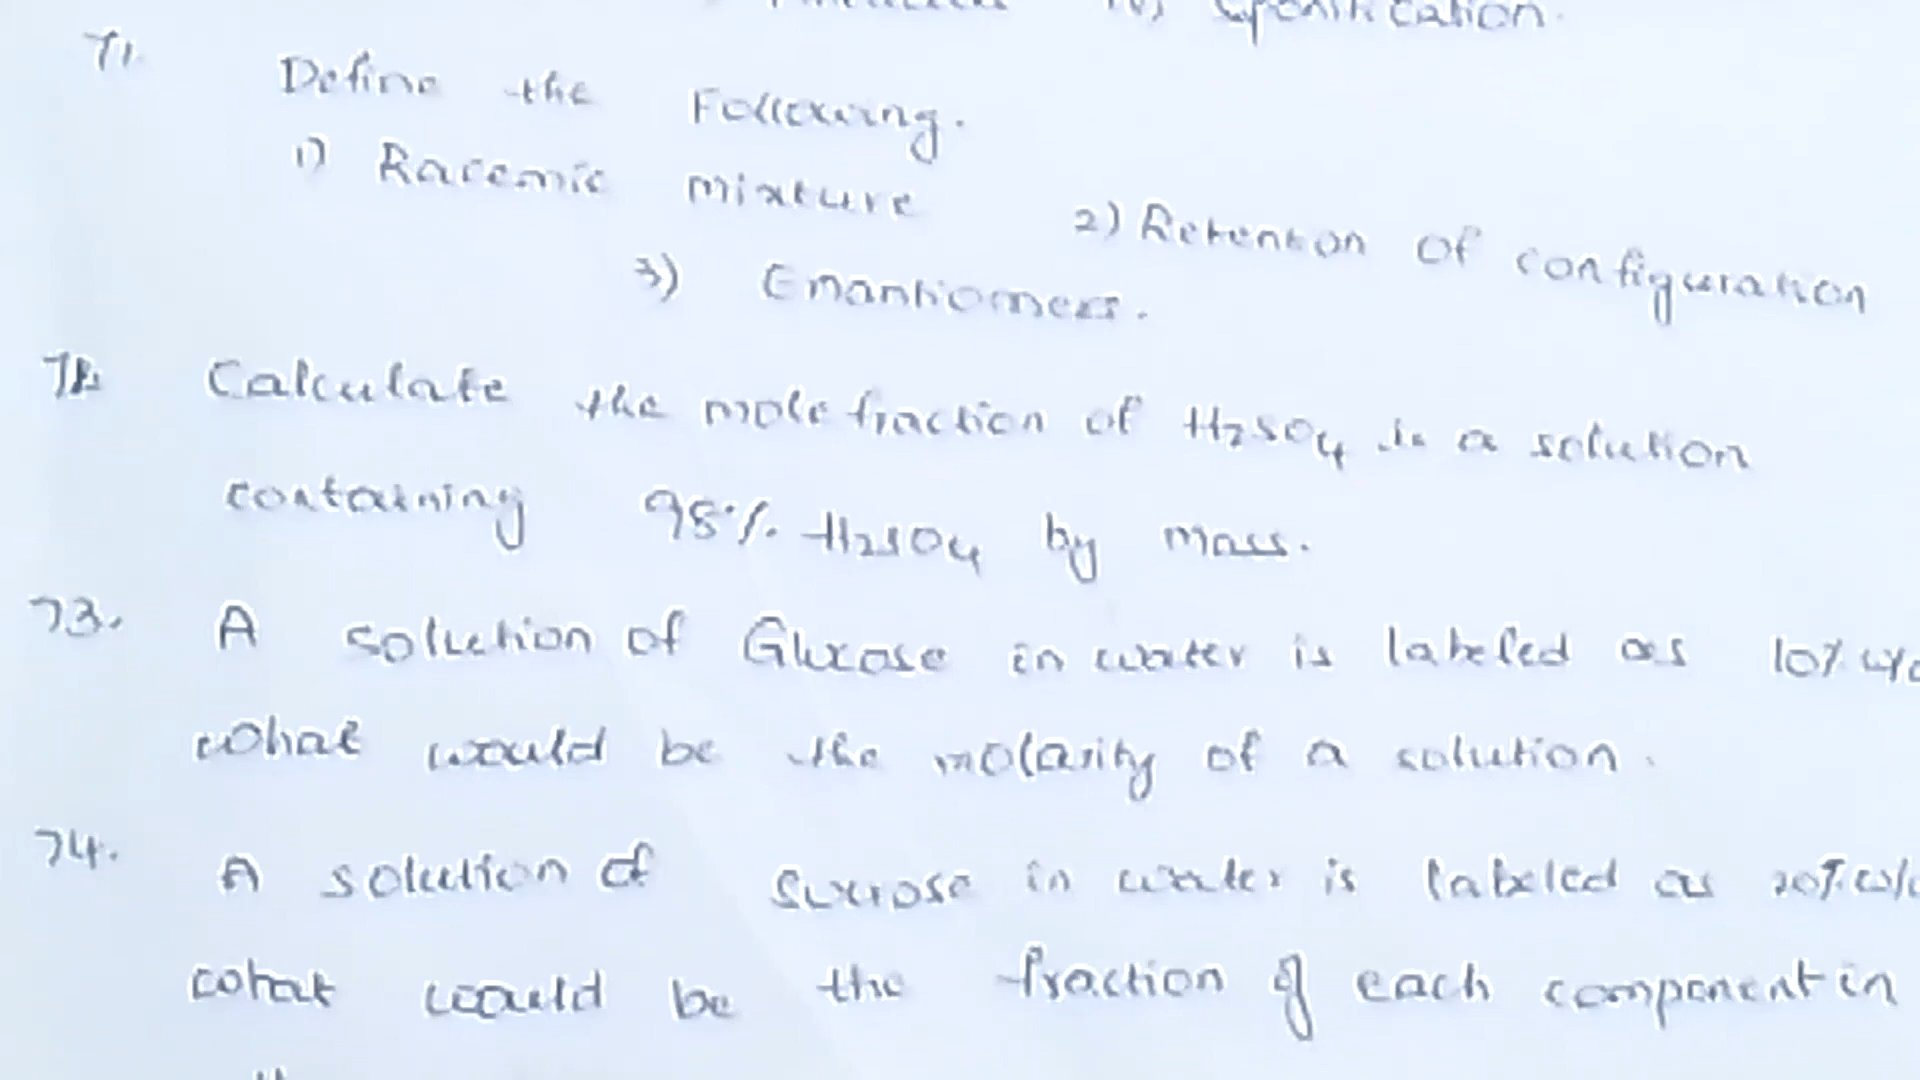 iv) Saponification.
71. Define the Following.
1) Racemic mixture 2) Retention of configuration
3) Enantiomers.
72. Calculate the mole fraction of H2SO4 in a solution
containing 98% H2SO4 by mass.
73. A solution of Glucose in water is labeled as 10% w/
what would be the molarity of a solution.
74. A solution of Sucrose in water is labeled as 20% w/
what would be the fraction of each component in